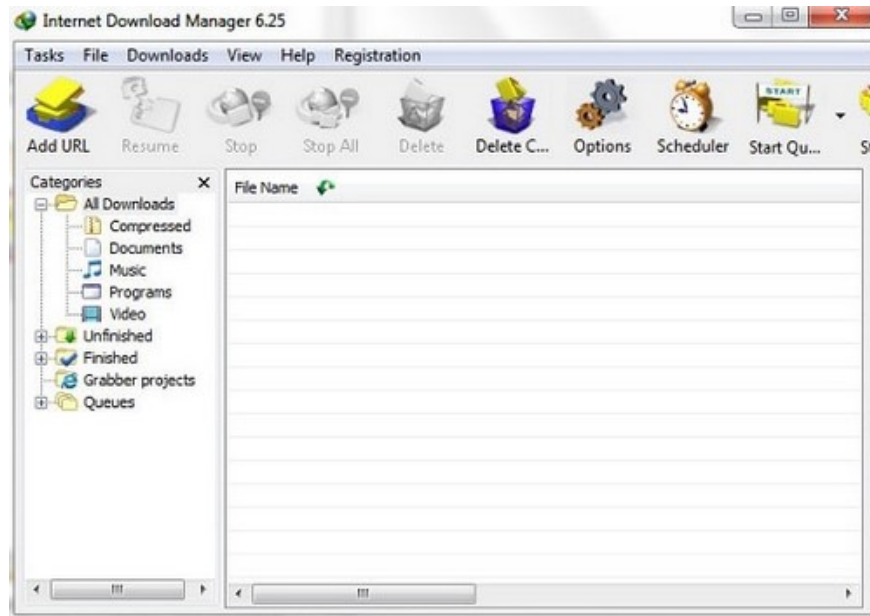 Internet Download Manager 6.25
Tasks File Downloads View Help Registration
START
Add URL Resume Stop Stop All Delete Delete C... Options Scheduler Start Qu... S
Categories
File Name
All Downloads
Compressed
Documents
Music
Programs
Video
Unfinished
Finished
Grabber projects
Queues